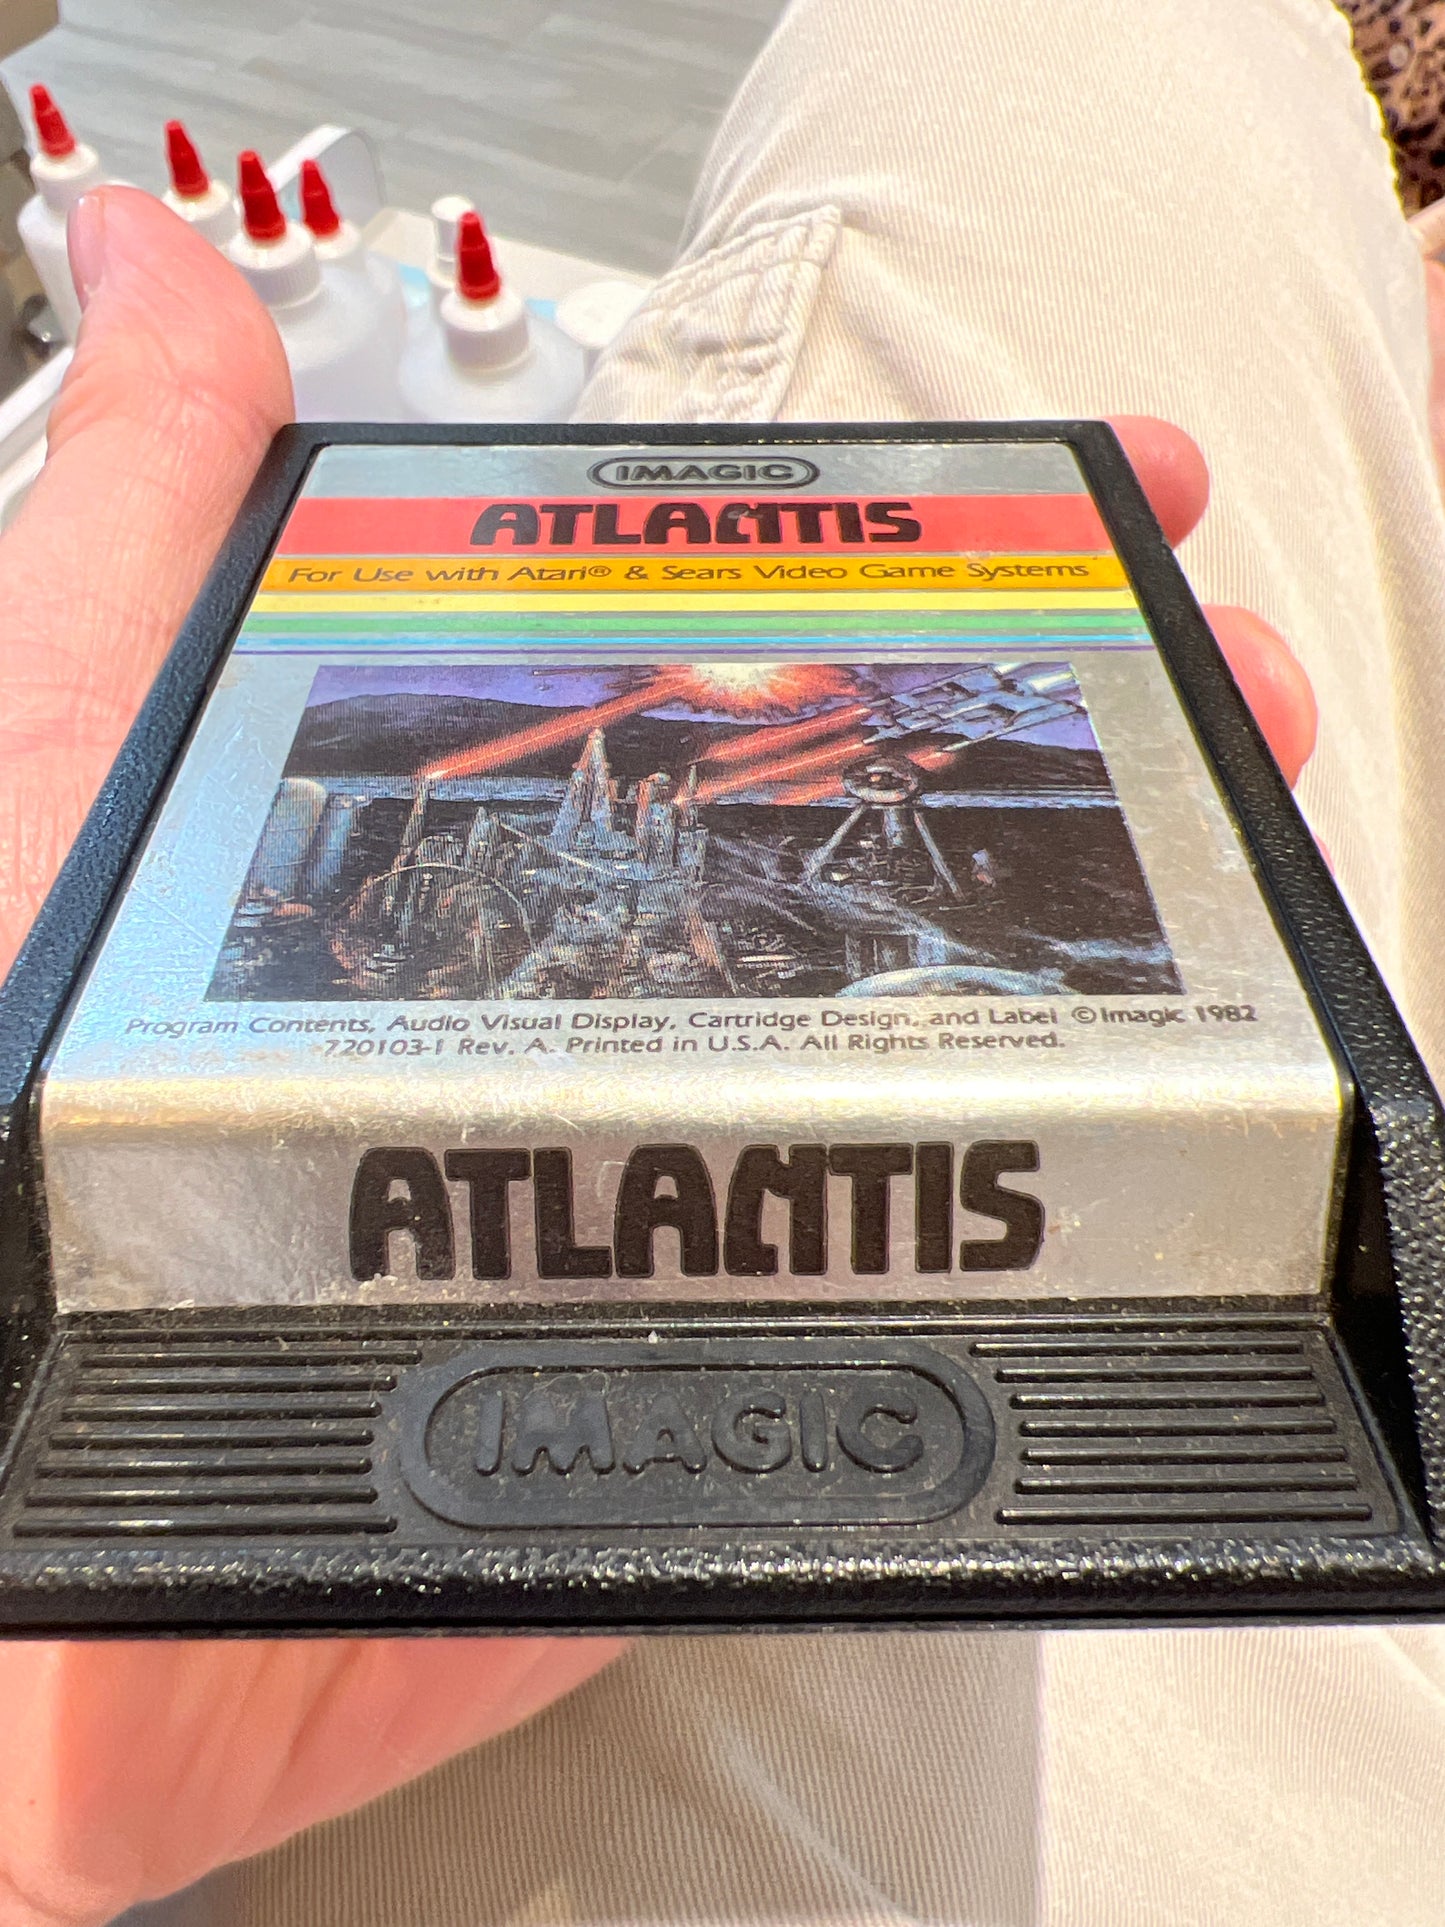 IMAGIC
ATLANTIS
For Use with Atari® & Sears Video Game Systems
Program Contents, Audio Visual Display, Cartridge Design, and Label ©Imagic 1982
720103-1 Rev. A. Printed in U.S.A. All Rights Reserved.
ATLANTIS
IMAGIC